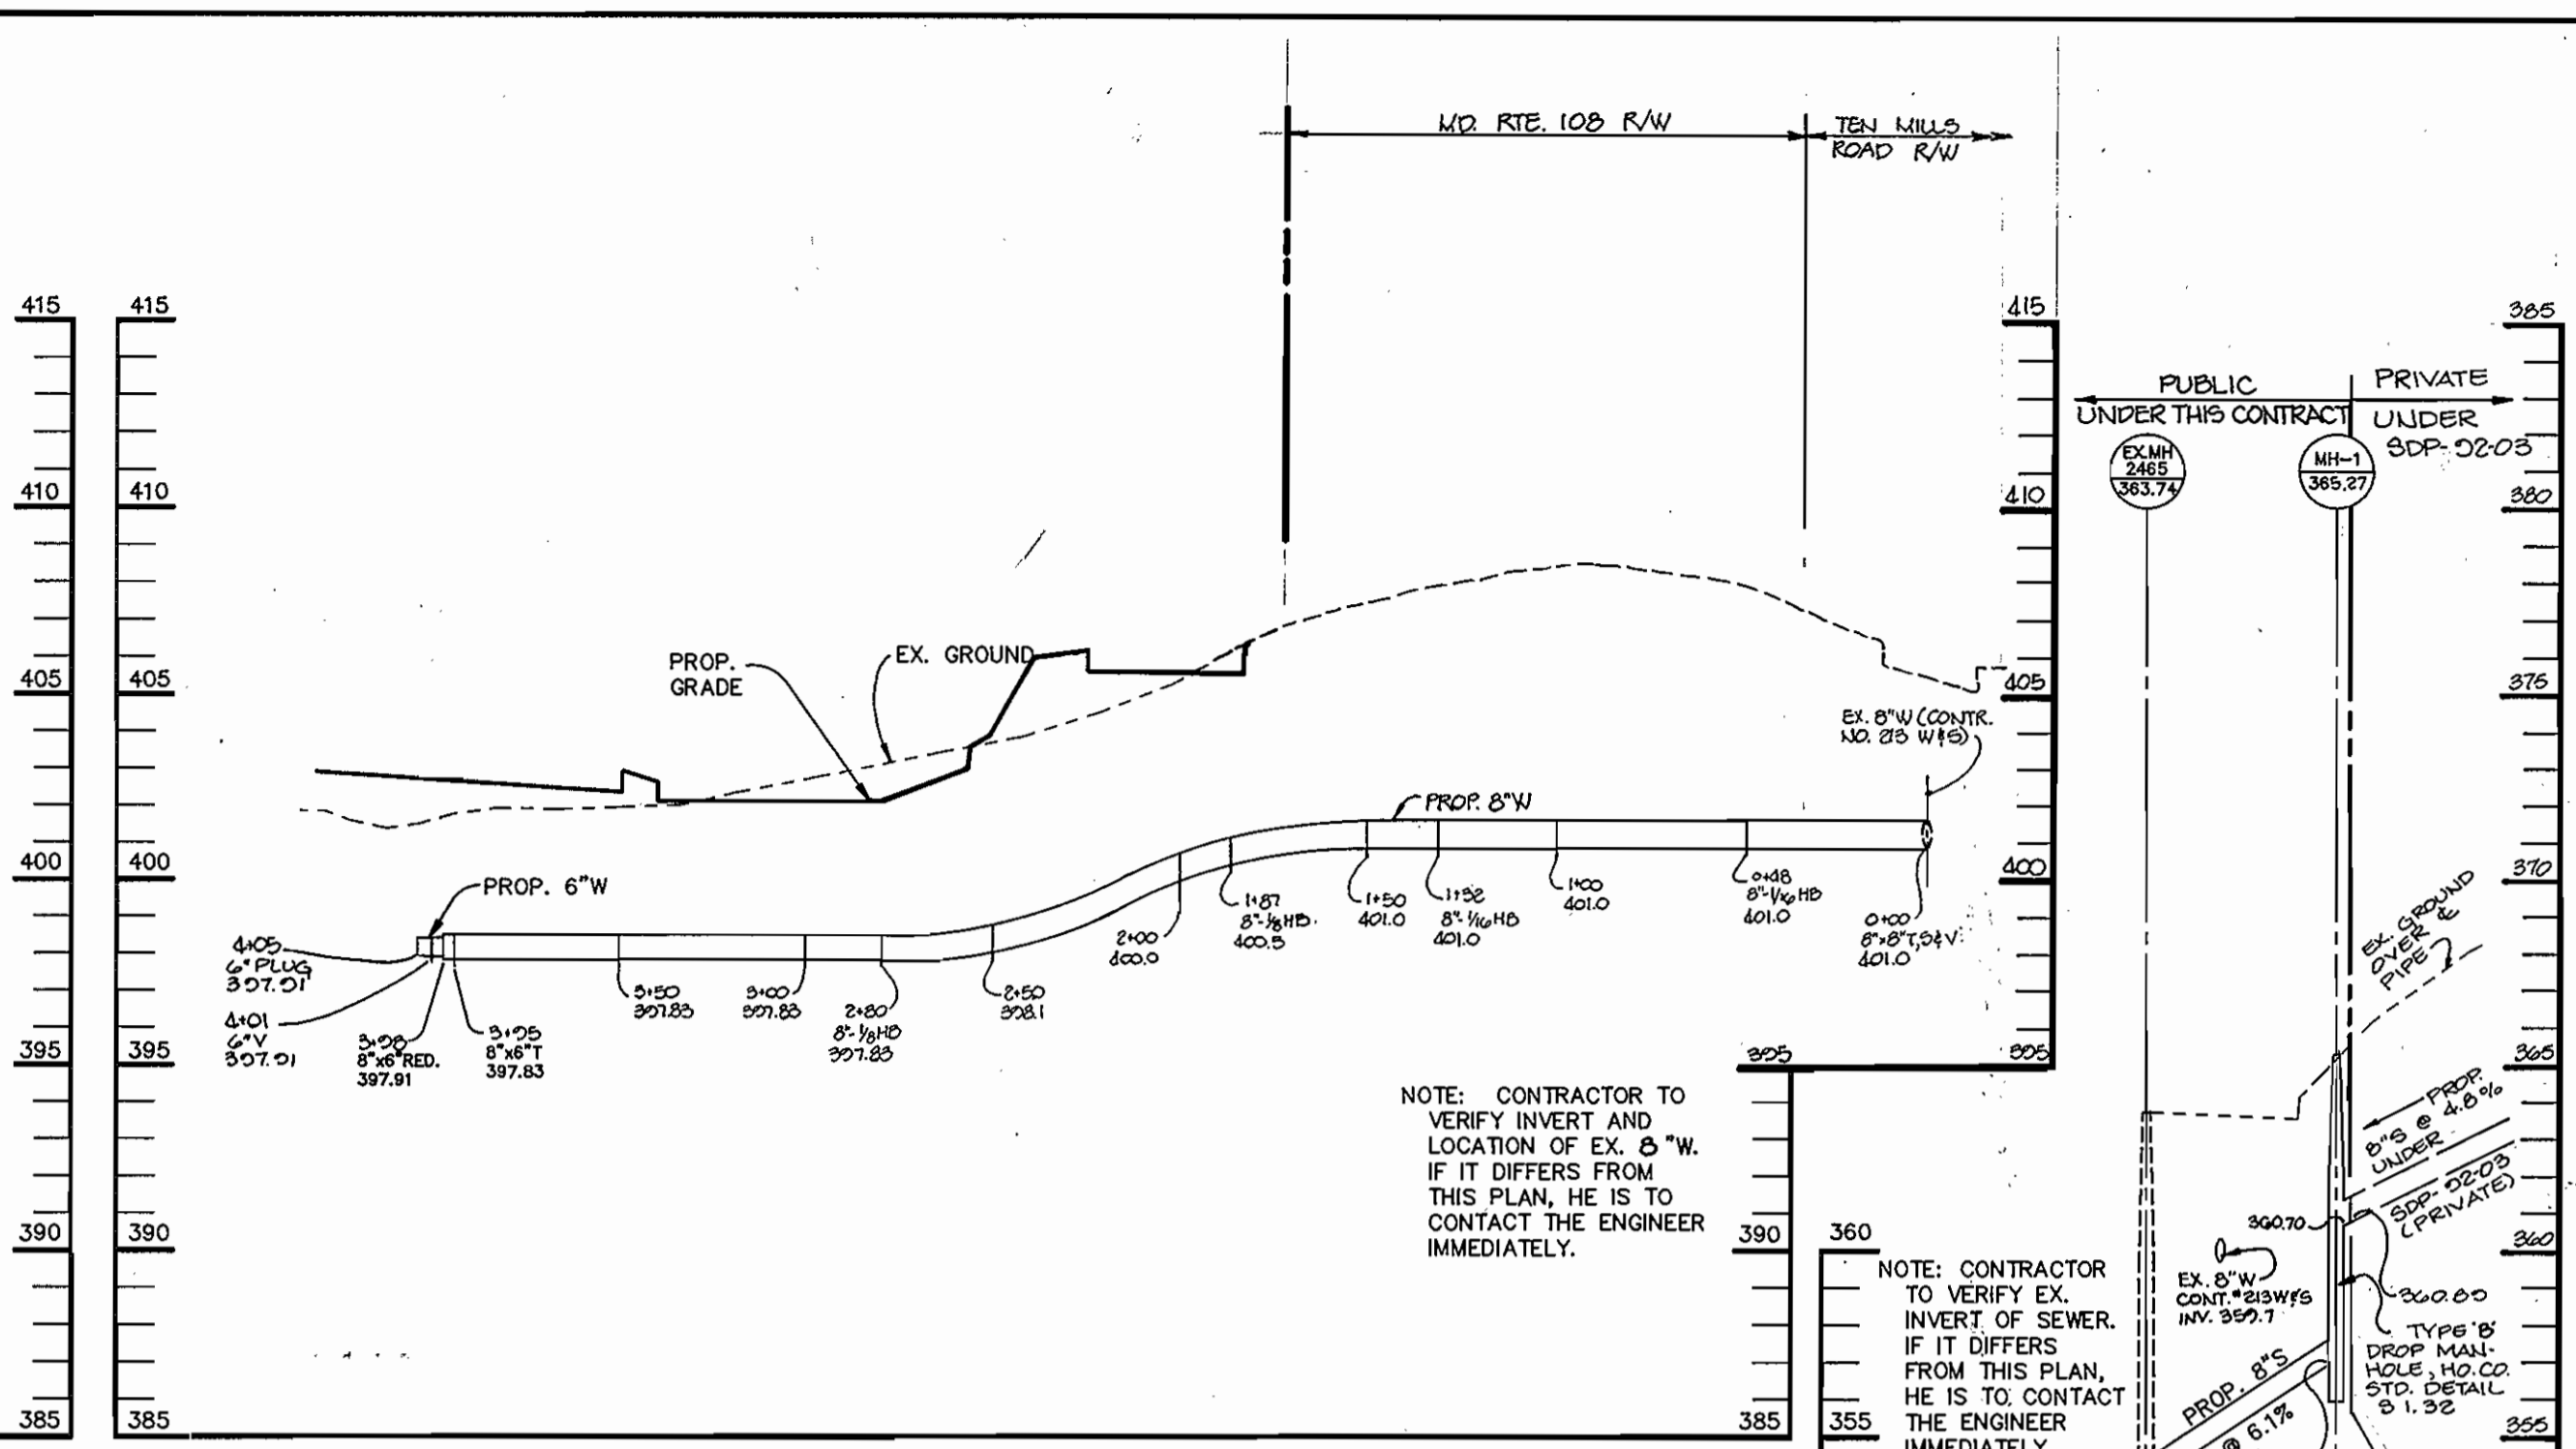 MD. RTE. 108 R/W
TEN MILLS
ROAD R/W
415
415
415
385
PUBLIC
UNDER THIS CONTRACT
PRIVATE
UNDER
SDP-92-03
EX.MH
2465
363.74
MH-1
365.27
410
410
410
380
PROP.
GRADE
EX. GROUND
405
405
405
375
EX. 8"W (CONTR.
NO. 213 W&S)
PROP. 8"W
400
400
400
370
PROP. 6"W
4+05
6" PLUG
397.91
4+01
6"V
397.91
3+98
8"x6"RED.
397.91
3+95
8"x6"T
397.83
3+50
397.83
3+00
397.83
2+80
8"-1/8HB
397.83
2+50
398.1
2+00
400.0
1+87
8"-1/8HB.
400.5
1+50
401.0
1+32
8"-1/16HB
401.0
1+00
401.0
0+48
8"-1/16HB
401.0
0+00
8"x8"T,S&V.
401.0
EX. GROUND
OVER &
PIPE
395
395
395
395
365
NOTE: CONTRACTOR TO
VERIFY INVERT AND
LOCATION OF EX. 8"W.
IF IT DIFFERS FROM
THIS PLAN, HE IS TO
CONTACT THE ENGINEER
IMMEDIATELY.
PROP.
8"S @ 4.8%
UNDER
SDP-92-03
(PRIVATE)
390
390
390
360
360
360.70
360.89
EX. 8"W
CONT.#213W&S
INV. 359.7
TYPE 'B'
DROP MAN-
HOLE, HO.CO.
STD. DETAIL
S 1.32
NOTE: CONTRACTOR
TO VERIFY EX.
INVERT OF SEWER.
IF IT DIFFERS
FROM THIS PLAN,
HE IS TO CONTACT
THE ENGINEER
IMMEDIATELY
PROP. 8"S
@ 6.1%
385
385
385
355
355